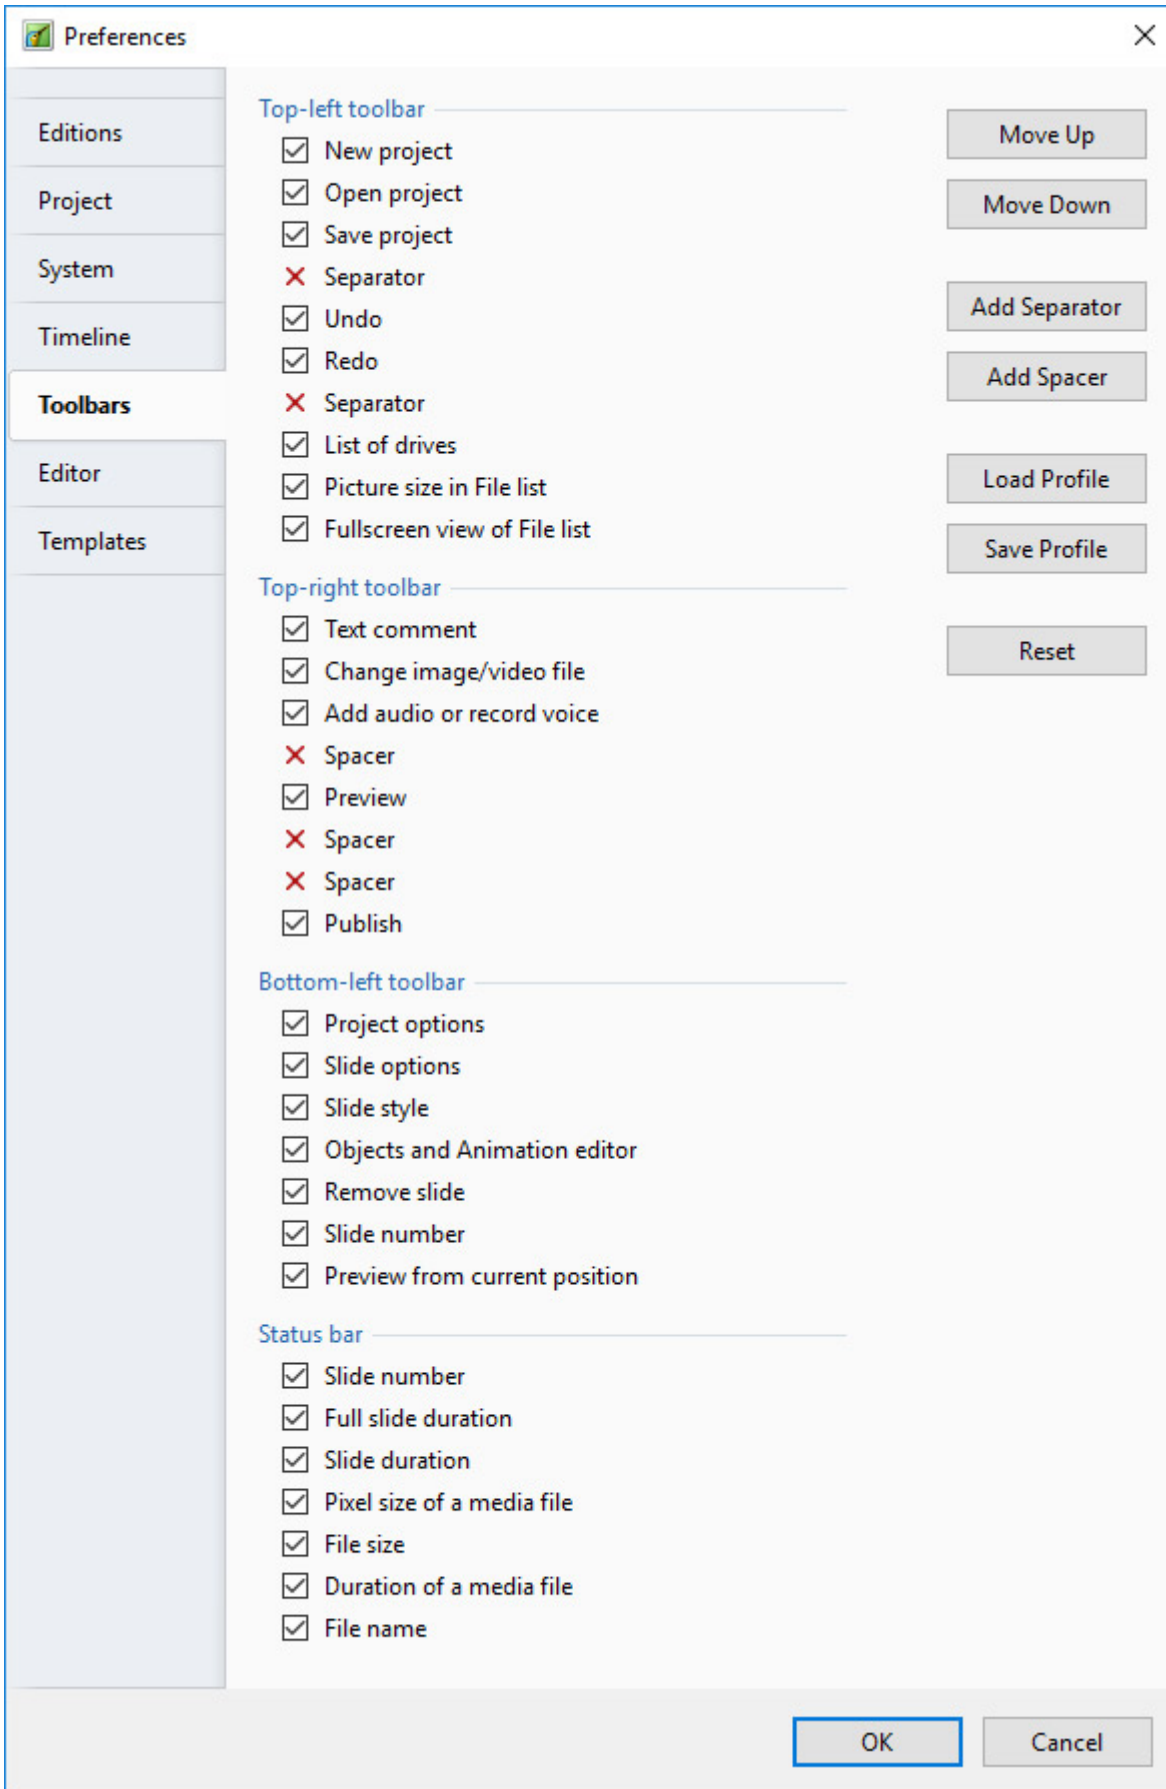 Preferences
Editions
Project
System
Timeline
Toolbars
Editor
Templates
Top-left toolbar
New project
Open project
Save project
Separator
Undo
Redo
Separator
List of drives
Picture size in File list
Fullscreen view of File list
Top-right toolbar
Text comment
Change image/video file
Add audio or record voice
Spacer
Preview
Spacer
Spacer
Publish
Bottom-left toolbar
Project options
Slide options
Slide style
Objects and Animation editor
Remove slide
Slide number
Preview from current position
Status bar
Slide number
Full slide duration
Slide duration
Pixel size of a media file
File size
Duration of a media file
File name
Move Up
Move Down
Add Separator
Add Spacer
Load Profile
Save Profile
Reset
OK
Cancel